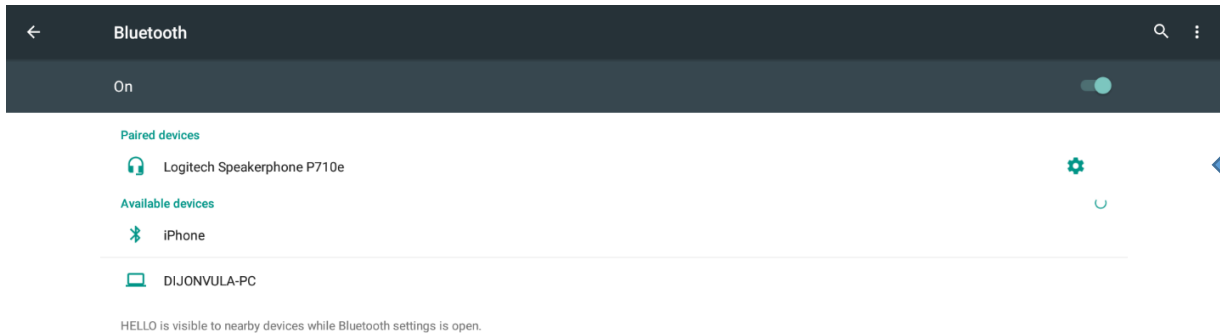 Bluetooth
On
Paired devices
Logitech Speakerphone P710e
Available devices
iPhone
DIJONVULA-PC
HELLO is visible to nearby devices while Bluetooth settings is open.